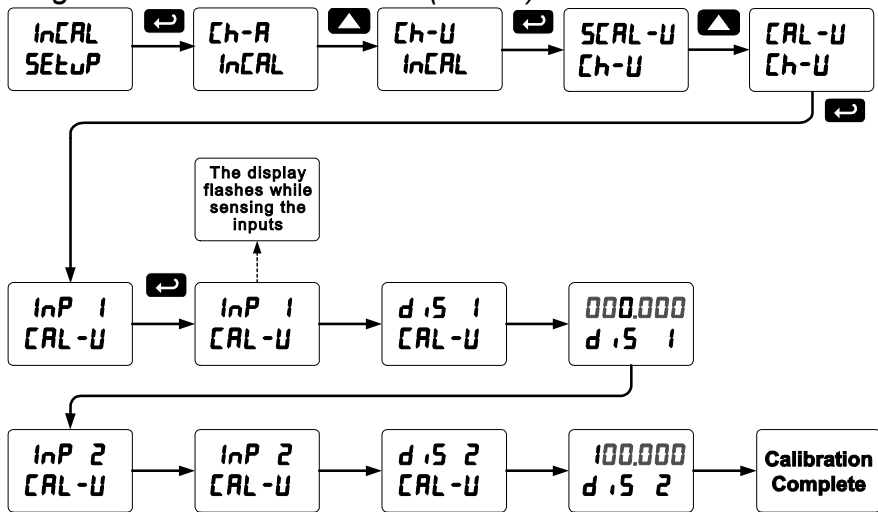 InCAL
SEtuP
Ch-A
InCAL
Ch-U
InCAL
SCAL-U
Ch-U
CAL-U
Ch-U
The display
flashes while
sensing the
inputs
InP 1
CAL-U
InP 1
CAL-U
diS 1
CAL-U
000.000
diS 1
InP 2
CAL-U
InP 2
CAL-U
diS 2
CAL-U
100.000
diS 2
Calibration
Complete